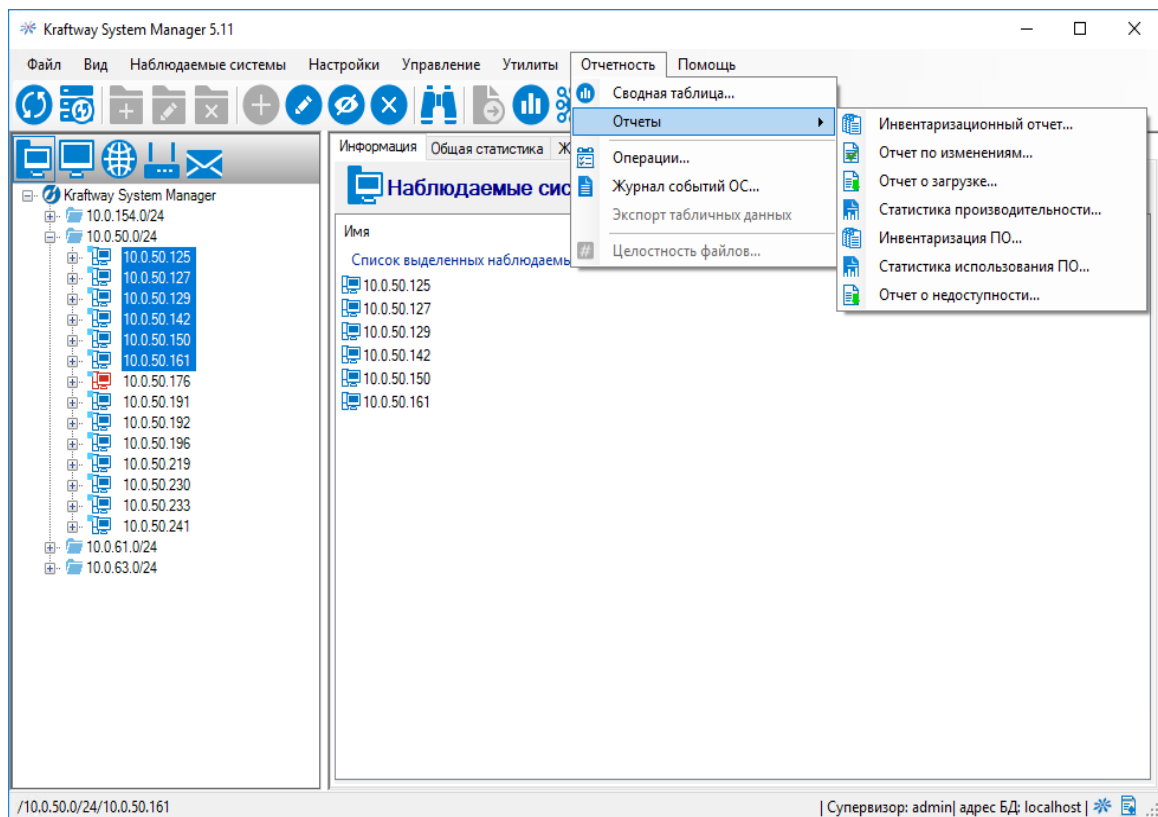 Kraftway System Manager 5.11
Файл Вид Наблюдаемые системы Настройки Управление Утилиты Отчетность Помощь
Сводная таблица...
Отчеты
Операции...
Журнал событий ОС...
Экспорт табличных данных
Целостность файлов...
Инвентаризационный отчет...
Отчет по изменениям...
Отчет о загрузке...
Статистика производительности...
Инвентаризация ПО...
Статистика использования ПО...
Отчет о недоступности...
Kraftway System Manager
10.0.154.0/24
10.0.50.0/24
10.0.50.125
10.0.50.127
10.0.50.129
10.0.50.142
10.0.50.150
10.0.50.161
10.0.50.176
10.0.50.191
10.0.50.192
10.0.50.196
10.0.50.219
10.0.50.230
10.0.50.233
10.0.50.241
10.0.61.0/24
10.0.63.0/24
Информация Общая статистика Ж
Наблюдаемые сис
Имя
Список выделенных наблюдаемы
10.0.50.125
10.0.50.127
10.0.50.129
10.0.50.142
10.0.50.150
10.0.50.161
/10.0.50.0/24/10.0.50.161
| Супервизор: admin| адрес БД: localhost |